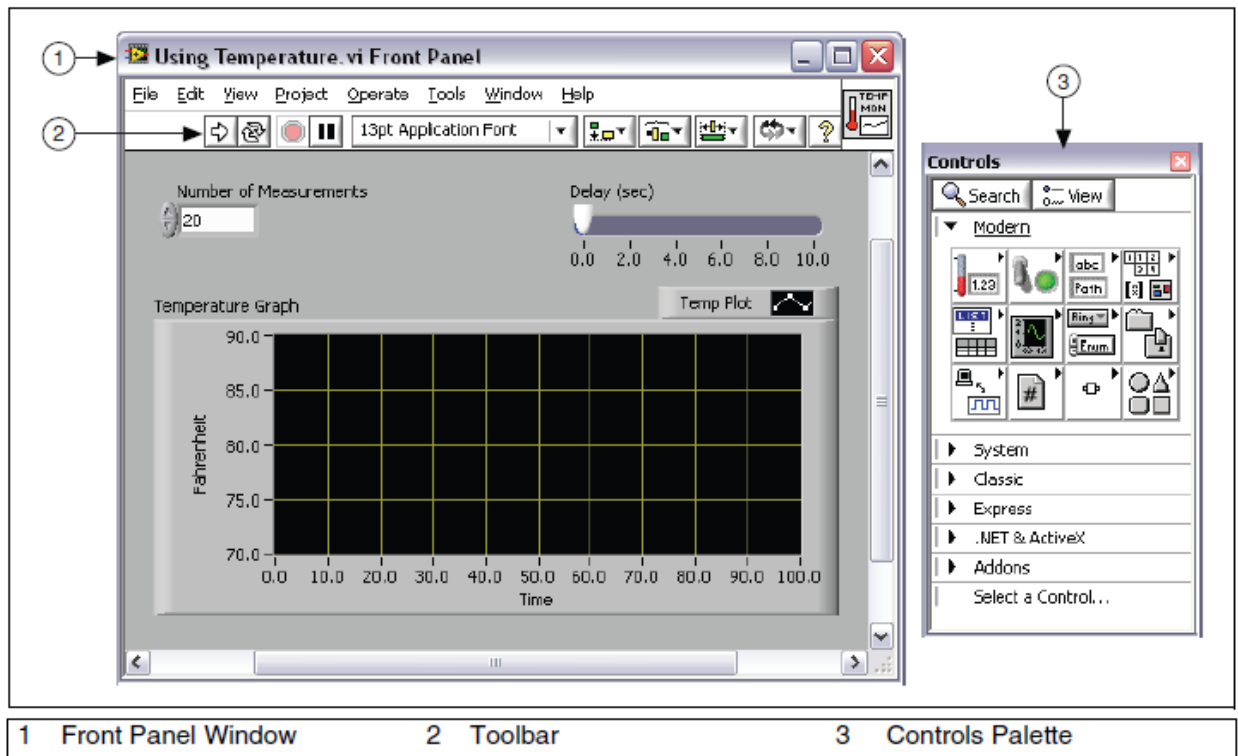 1
Using Temperature.vi Front Panel
File Edit View Project Operate Tools Window Help
TEMP
MON
2
13pt Application Font
?
Number of Measurements
20
Delay (sec)
0.0 2.0 4.0 6.0 8.0 10.0
Temperature Graph
Temp Plot
90.0
85.0
80.0
75.0
70.0
Fahrenheit
0.0 10.0 20.0 30.0 40.0 50.0 60.0 70.0 80.0 90.0 100.0
Time
3
Controls
Search View
Modern
1.23
abc
Path
LIST
Ring
Enum
#
System
Classic
Express
.NET & ActiveX
Addons
Select a Control...
1 Front Panel Window 2 Toolbar 3 Controls Palette